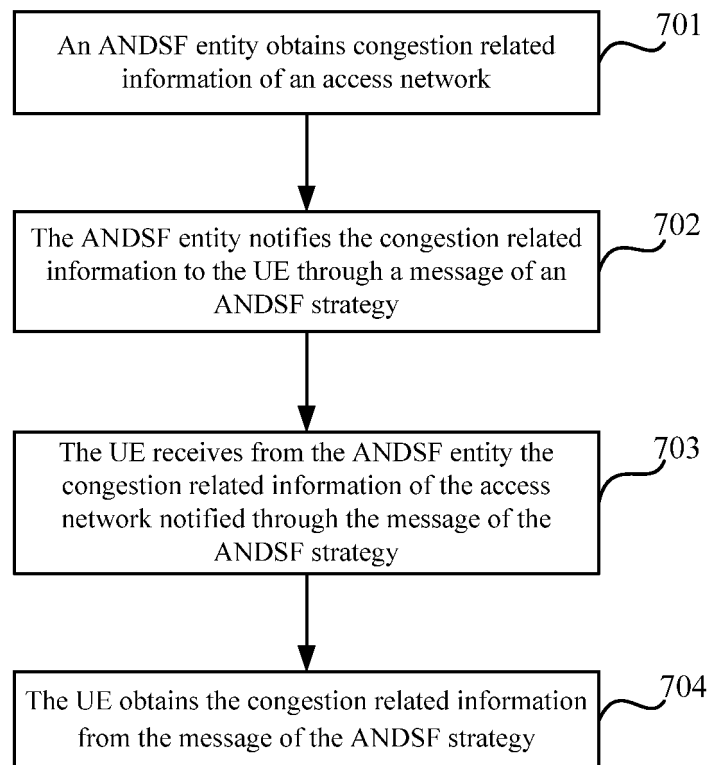 An ANDSF entity obtains congestion related
information of an access network
701
The ANDSF entity notifies the congestion related
information to the UE through a message of an
ANDSF strategy
702
The UE receives from the ANDSF entity the
congestion related information of the access
network notified through the message of the
ANDSF strategy
703
The UE obtains the congestion related information
from the message of the ANDSF strategy
704